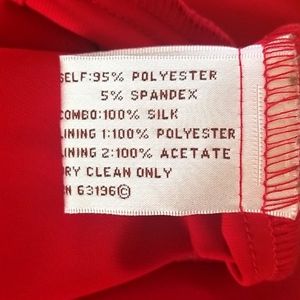 SELF:95% POLYESTER
5% SPANDEX
COMBO:100% SILK
LINING 1:100% POLYESTER
LINING 2:100% ACETATE
DRY CLEAN ONLY
RN 63196©